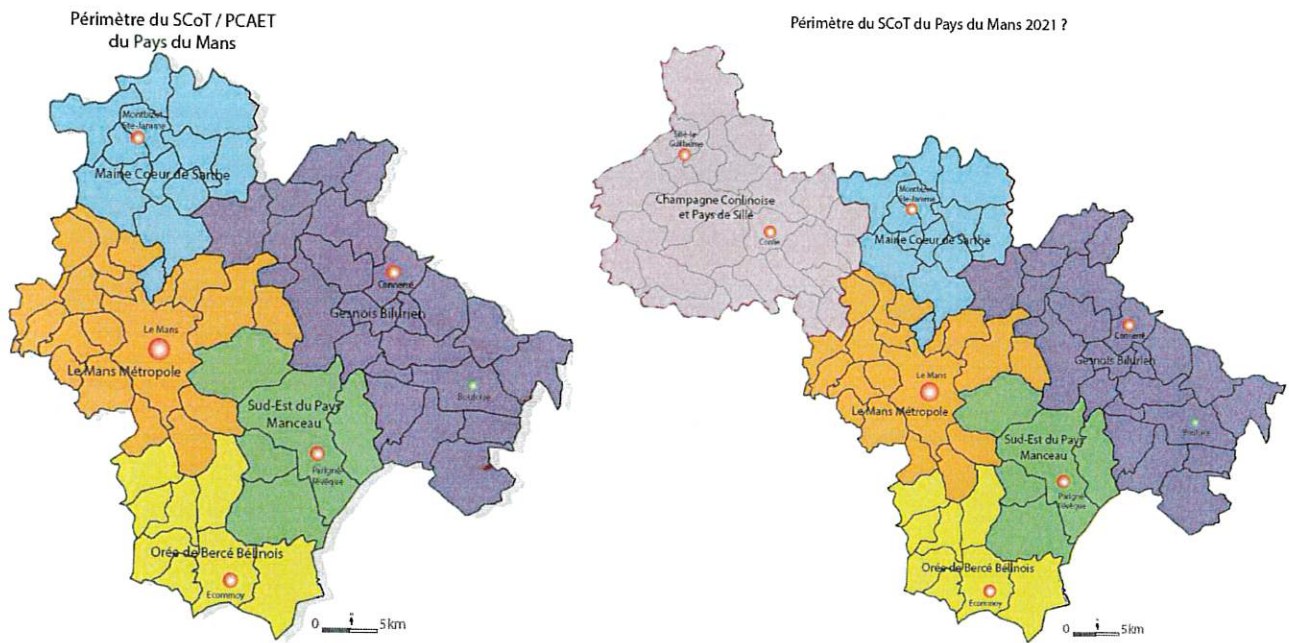 Périmètre du SCoT / PCAET
du Pays du Mans
Montbizot
Ste-Jamme
Maine Coeur de Sarthe
Connerré
Gesnois Bilurien
Le Mans
Le Mans Métropole
Bouloire
Sud-Est du Pays
Manceau
Parigné
l'évêque
Orée de Bercé Bélinois
Ecommoy
0 5km
Périmètre du SCoT du Pays du Mans 2021 ?
Sillé-le
Guillaume
Champagne Conlinoise
et Pays de Sillé
Conlie
Montbizot
Ste-Jamme
Maine Coeur de Sarthe
Connerré
Gesnois Bilurien
Le Mans
Le Mans Métropole
Sud-Est du Pays
Manceau
Parigné
l'évêque
Orée de Bercé Bélinois
Ecommoy
0 5km